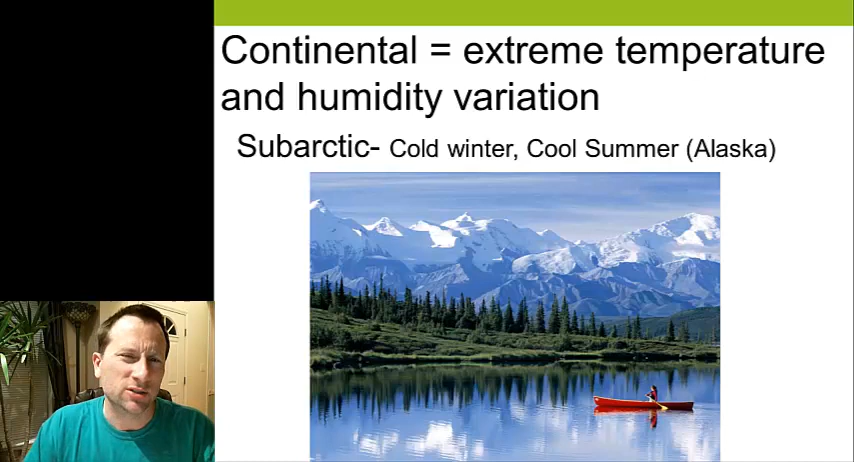 Continental = extreme temperature
and humidity variation
Subarctic- Cold winter, Cool Summer (Alaska)